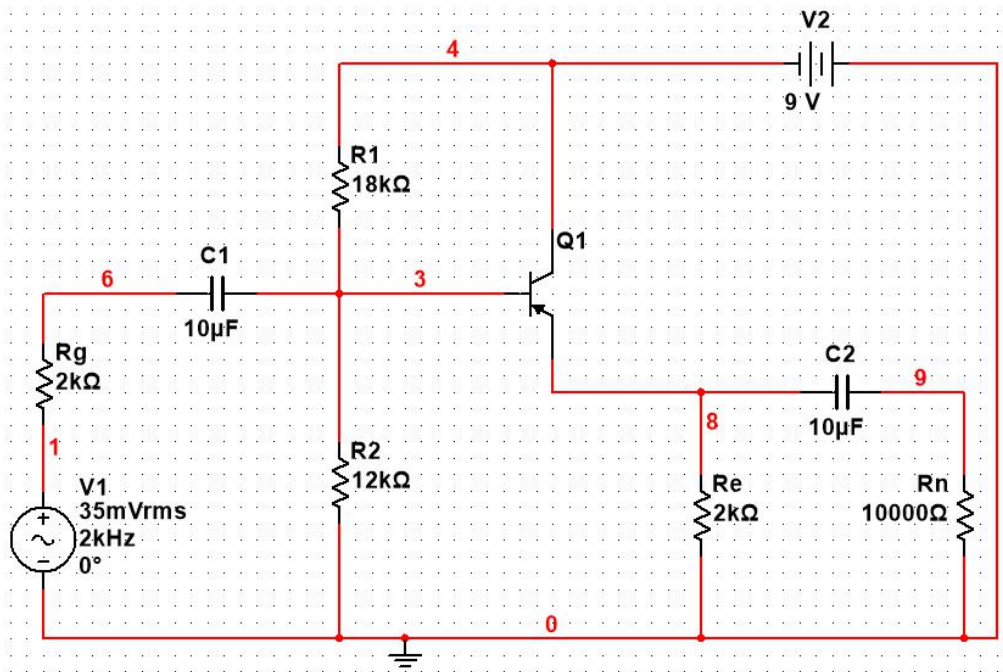 V2
4
9 V
R1
18kΩ
Q1
C1
6
3
10µF
Rg
2kΩ
C2
9
8
10µF
1
R2
12kΩ
V1
35mVrms
2kHz
0°
Re
2kΩ
Rn
10000Ω
0